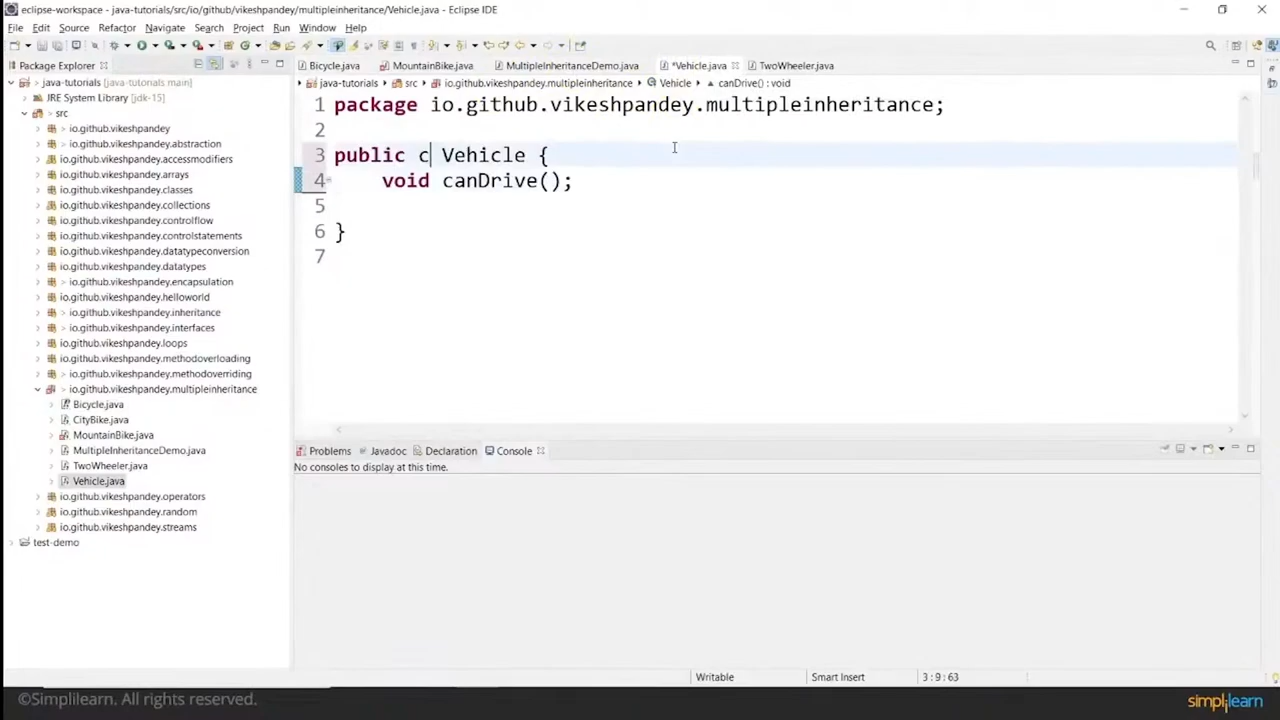 eclipse-workspace - java-tutorials/src/io/github/vikeshpandey/multipleinheritance/Vehicle.java - Eclipse IDE
File Edit Source Refactor Navigate Search Project Run Window Help
Package Explorer
java-tutorials [java-tutorials main]
JRE System Library [jdk-15]
src
io.github.vikeshpandey
> io.github.vikeshpandey.abstraction
io.github.vikeshpandey.accessmodifiers
io.github.vikeshpandey.arrays
io.github.vikeshpandey.classes
io.github.vikeshpandey.collections
io.github.vikeshpandey.controlflow
io.github.vikeshpandey.controlstatements
io.github.vikeshpandey.datatypeconversion
io.github.vikeshpandey.datatypes
> io.github.vikeshpandey.encapsulation
io.github.vikeshpandey.helloworld
> io.github.vikeshpandey.inheritance
> io.github.vikeshpandey.interfaces
io.github.vikeshpandey.loops
io.github.vikeshpandey.methodoverloading
> io.github.vikeshpandey.methodoverriding
io.github.vikeshpandey.multipleinheritance
Bicycle.java
CityBike.java
MountainBike.java
MultipleInheritanceDemo.java
TwoWheeler.java
Vehicle.java
io.github.vikeshpandey.operators
io.github.vikeshpandey.random
io.github.vikeshpandey.streams
test-demo
Bicycle.java MountainBike.java MultipleInheritanceDemo.java *Vehicle.java TwoWheeler.java
java-tutorials src io.github.vikeshpandey.multipleinheritance Vehicle canDrive() : void
1 package io.github.vikeshpandey.multipleinheritance;
2
3 public c Vehicle {
4 void canDrive();
5
6 }
7
Problems Javadoc Declaration Console
No consoles to display at this time.
Writable Smart Insert 3 : 9 : 63
©Simplilearn. All rights reserved.
simplilearn